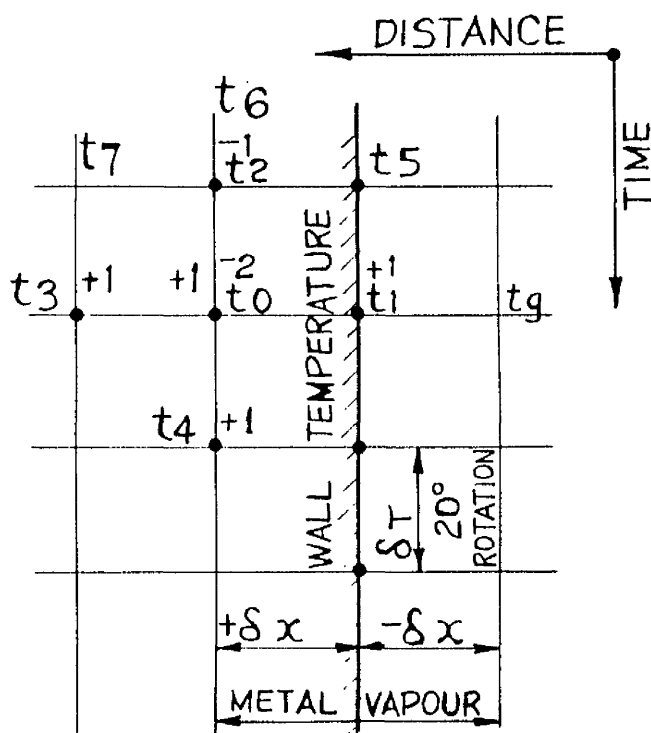 DISTANCE
TIME
t6
t7 -1 t2 t5
+1 +1 -2 +1
t3 t0 t1 tg
t4 +1
WALL TEMPERATURE
δT
20° ROTATION
+δx -δx
METAL VAPOUR